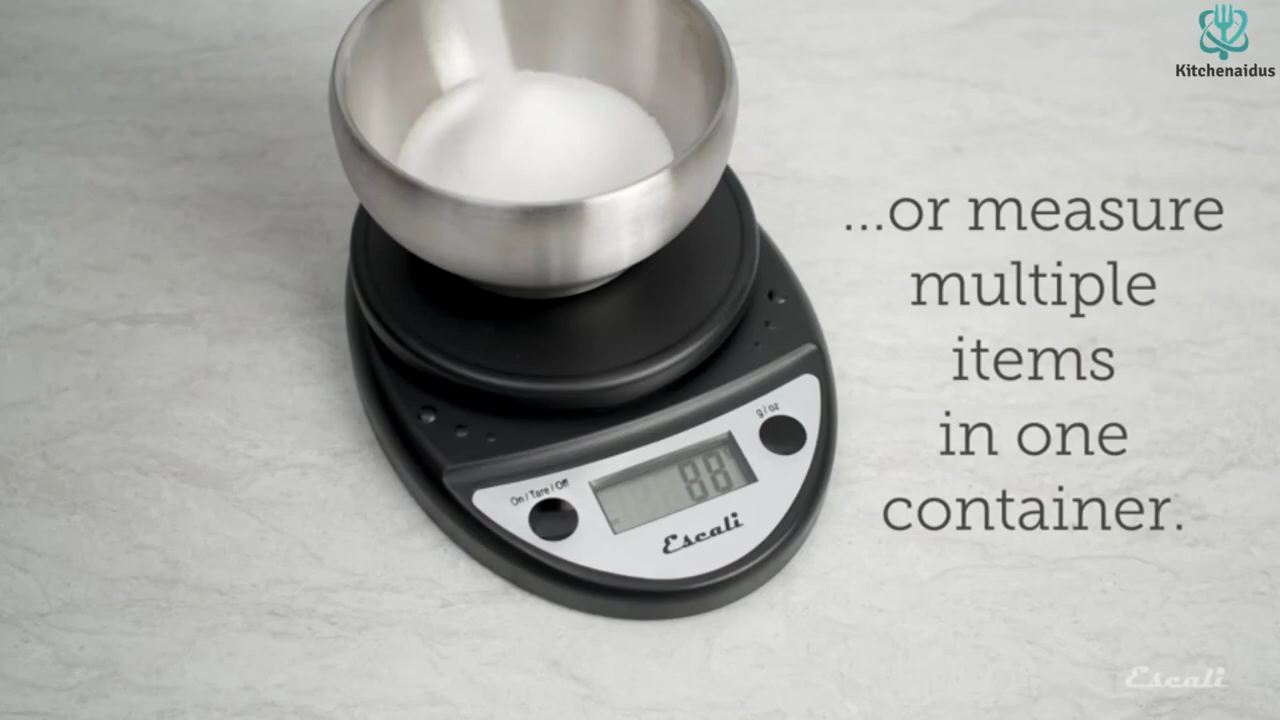 Kitchenaidus
...or measure
multiple
items
in one
container.
g/oz
88
On/Tare/Off
Escali
Escali